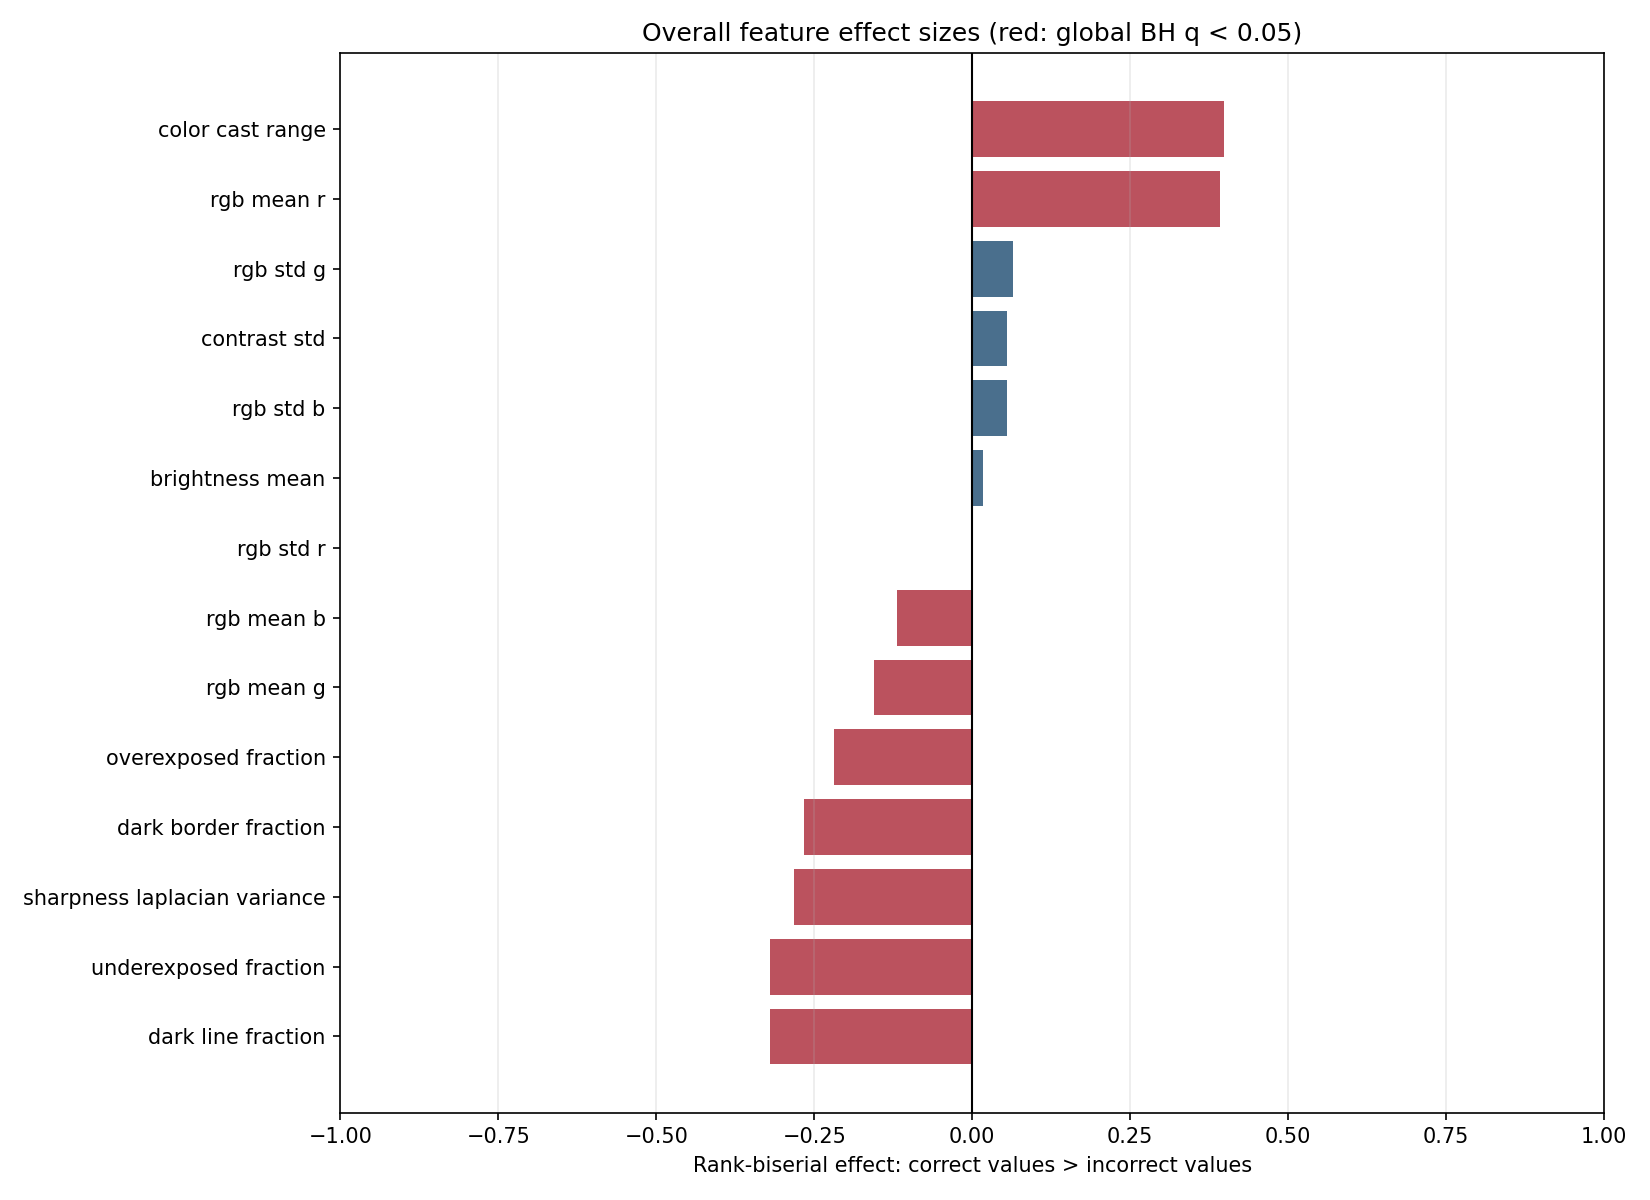 Overall feature effect sizes (red: global BH q < 0.05)
color cast range
rgb mean r
rgb std g
contrast std
rgb std b
brightness mean
rgb std r
rgb mean b
rgb mean g
overexposed fraction
dark border fraction
sharpness laplacian variance
underexposed fraction
dark line fraction
−1.00 −0.75 −0.50 −0.25 0.00 0.25 0.50 0.75 1.00
Rank-biserial effect: correct values > incorrect values